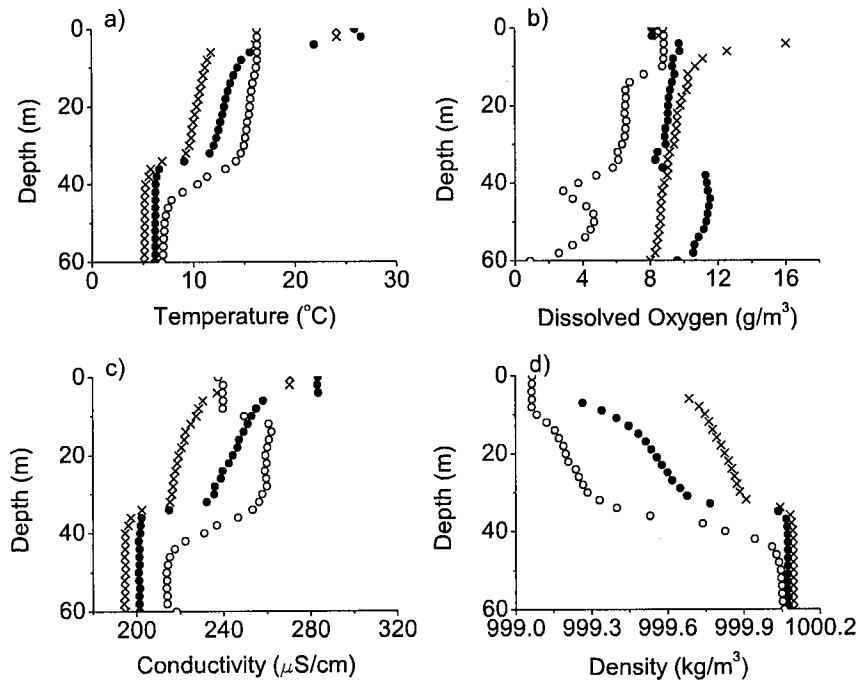 a)
0
20
40
60
Depth (m)
0
10
20
30
Temperature (°C)
b)
0
20
40
60
Depth (m)
0
4
8
12
16
Dissolved Oxygen (g/m³)
c)
0
20
40
60
Depth (m)
200
240
280
320
Conductivity (μS/cm)
d)
0
20
40
60
Depth (m)
999.0
999.3
999.6
999.9
1000.2
Density (kg/m³)